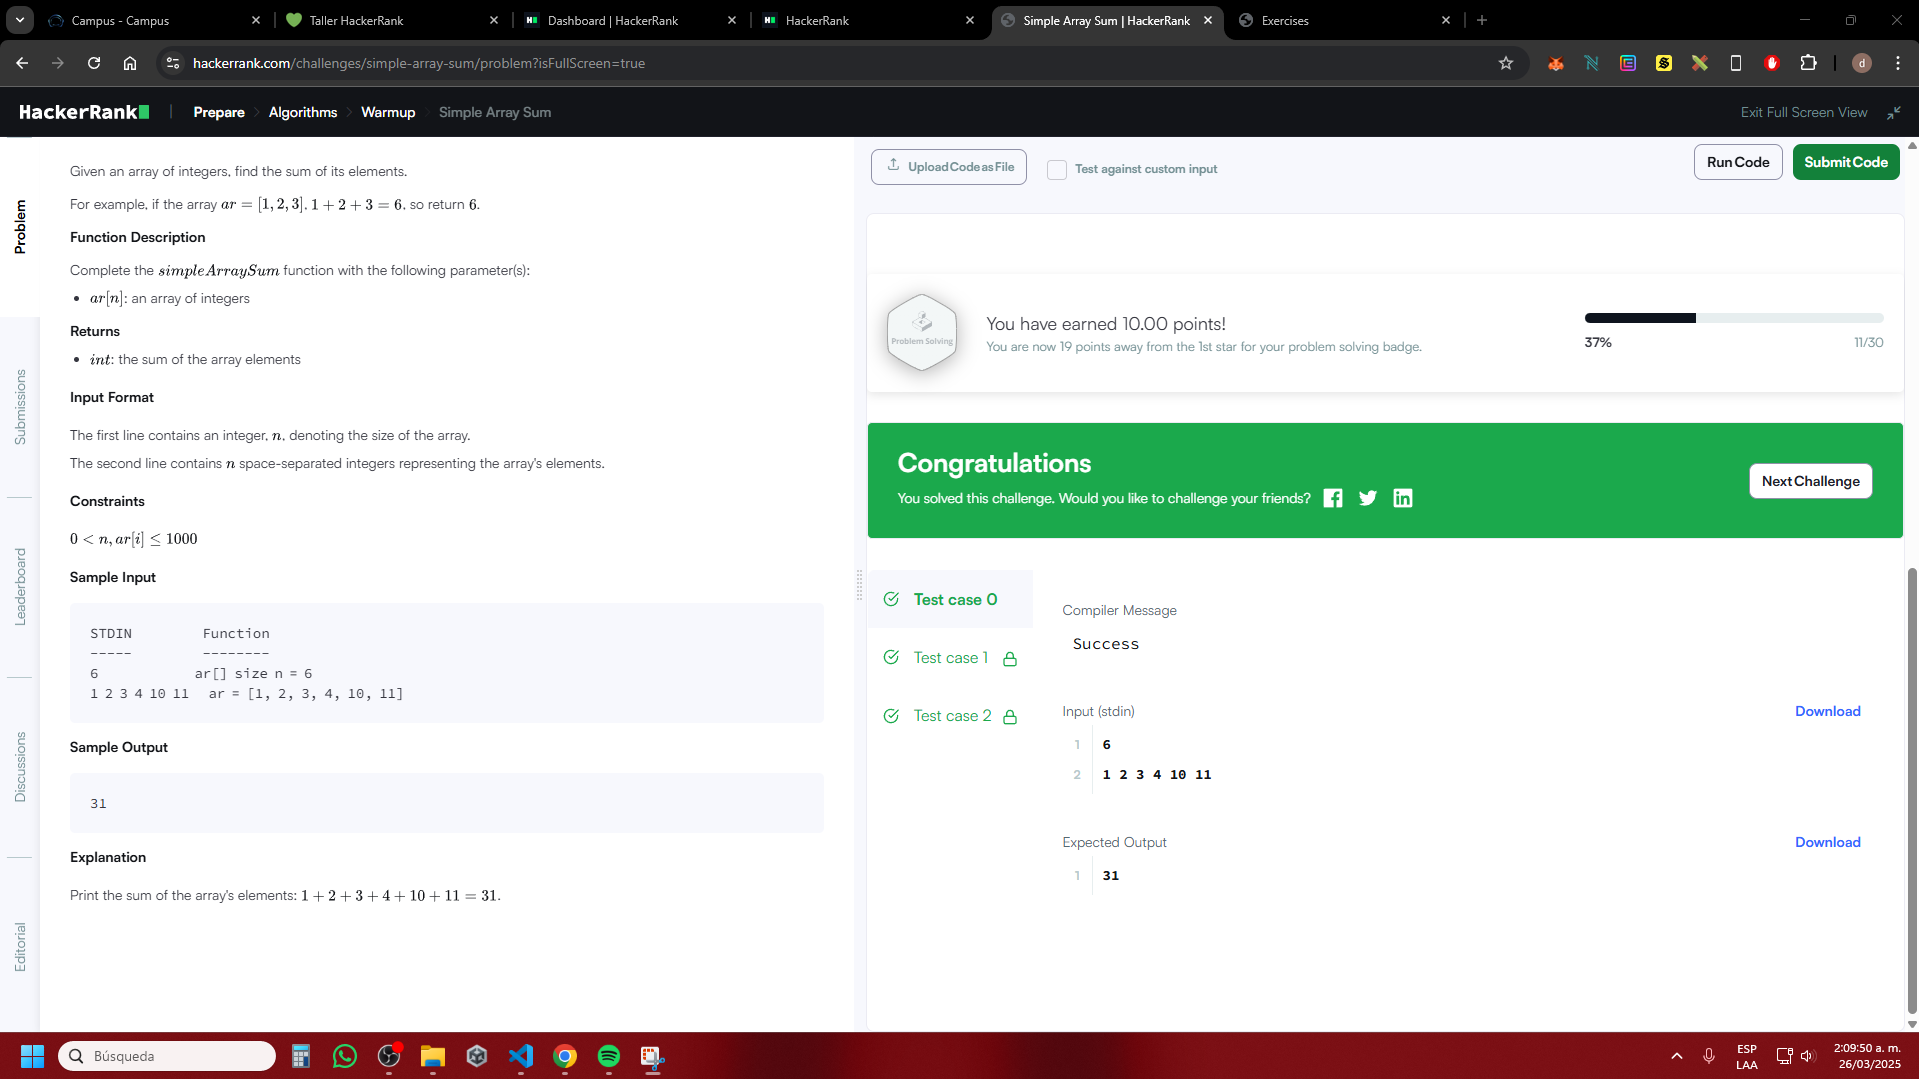 Campus - Campus
Taller HackerRank
Dashboard | HackerRank
HackerRank
Simple Array Sum | HackerRank
Exercises
hackerrank.com/challenges/simple-array-sum/problem?isFullScreen=true
d
HackerRank
Prepare
Algorithms
Warmup
Simple Array Sum
Exit Full Screen View
Problem
Submissions
Leaderboard
Discussions
Editorial
Given an array of integers, find the sum of its elements.
For example, if the array ar = [1, 2, 3], 1 + 2 + 3 = 6, so return 6.
Function Description
Complete the simpleArraySum function with the following parameter(s):
• ar[n]: an array of integers
Returns
• int: the sum of the array elements
Input Format
The first line contains an integer, n, denoting the size of the array.
The second line contains n space-separated integers representing the array's elements.
Constraints
0 < n, ar[i] ≤ 1000
Sample Input
STDIN Function
----- --------
6 ar[] size n = 6
1 2 3 4 10 11 ar = [1, 2, 3, 4, 10, 11]
Sample Output
31
Explanation
Print the sum of the array's elements: 1 + 2 + 3 + 4 + 10 + 11 = 31.
Upload Code as File
Test against custom input
Run Code
Submit Code
Problem Solving
You have earned 10.00 points!
You are now 19 points away from the 1st star for your problem solving badge.
37%
11/30
Congratulations
You solved this challenge. Would you like to challenge your friends?
Next Challenge
Test case 0
Test case 1
Test case 2
Compiler Message
Success
Input (stdin)
Download
1 6
2 1 2 3 4 10 11
Expected Output
Download
1 31
Búsqueda
ESP
LAA
2:09:50 a. m.
26/03/2025